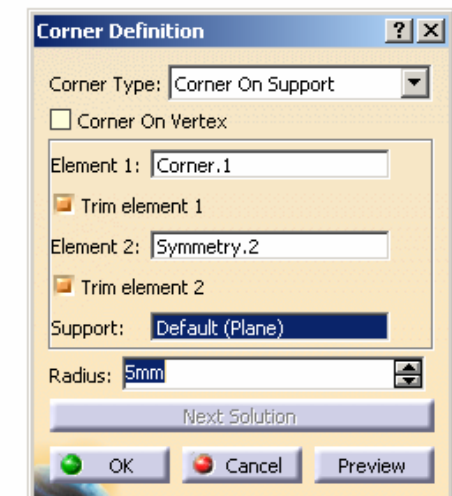 Corner Definition ? X
Corner Type: Corner On Support
Corner On Vertex
Element 1: Corner.1
Trim element 1
Element 2: Symmetry.2
Trim element 2
Support: Default (Plane)
Radius: 5mm
Next Solution
OK Cancel Preview